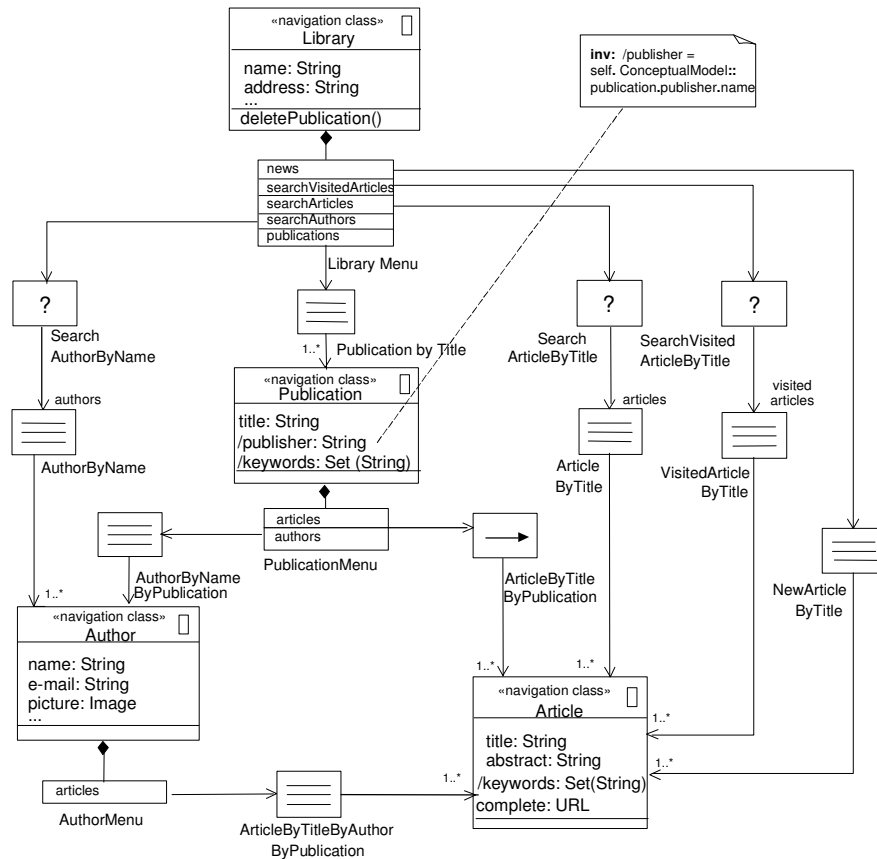 «navigation class»
Library
name: String
address: String
...
deletePublication()
inv: /publisher =
self. ConceptualModel::
publication.publisher.name
news
searchVisitedArticles
searchArticles
searchAuthors
publications
Library Menu
?
Search
AuthorByName
?
Search
ArticleByTitle
?
SearchVisited
ArticleByTitle
1..*
Publication by Title
«navigation class»
Publication
title: String
/publisher: String
/keywords: Set (String)
authors
AuthorByName
articles
Article
ByTitle
visited
articles
VisitedArticle
ByTitle
articles
authors
PublicationMenu
AuthorByName
ByPublication
ArticleByTitle
ByPublication
NewArticle
ByTitle
1..*
«navigation class»
Author
name: String
e-mail: String
picture: Image
...
1..*
1..*
«navigation class»
Article
title: String
abstract: String
/keywords: Set(String)
complete: URL
1..*
1..*
1..*
articles
AuthorMenu
ArticleByTitleByAuthor
ByPublication